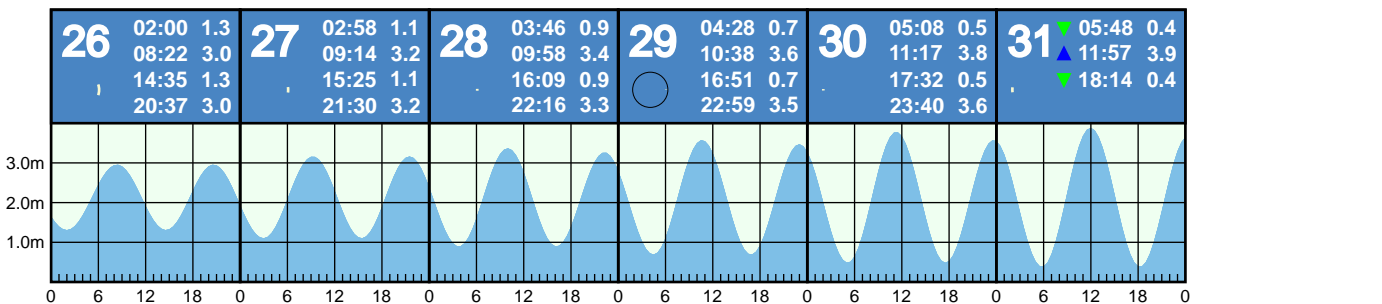 26 02:00 1.3 27 02:58 1.1 28 03:46 0.9 29 04:28 0.7 30 05:08 0.5 31 05:48 0.4
08:22 3.0 09:14 3.2 09:58 3.4 10:38 3.6 11:17 3.8 11:57 3.9
14:35 1.3 15:25 1.1 16:09 0.9 16:51 0.7 17:32 0.5 18:14 0.4
20:37 3.0 21:30 3.2 22:16 3.3 22:59 3.5 23:40 3.6
3.0m
2.0m
1.0m
0 6 12 18 0 6 12 18 0 6 12 18 0 6 12 18 0 6 12 18 0 6 12 18 0